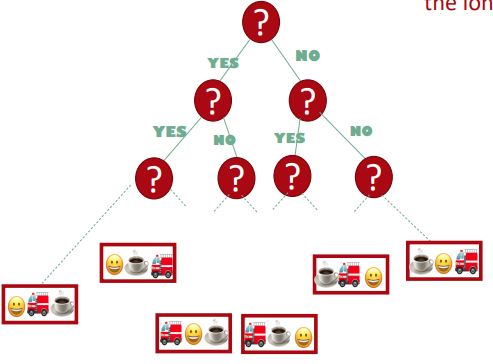 the lon
?
YES NO
? ?
YES NO YES NO
? ? ? ?